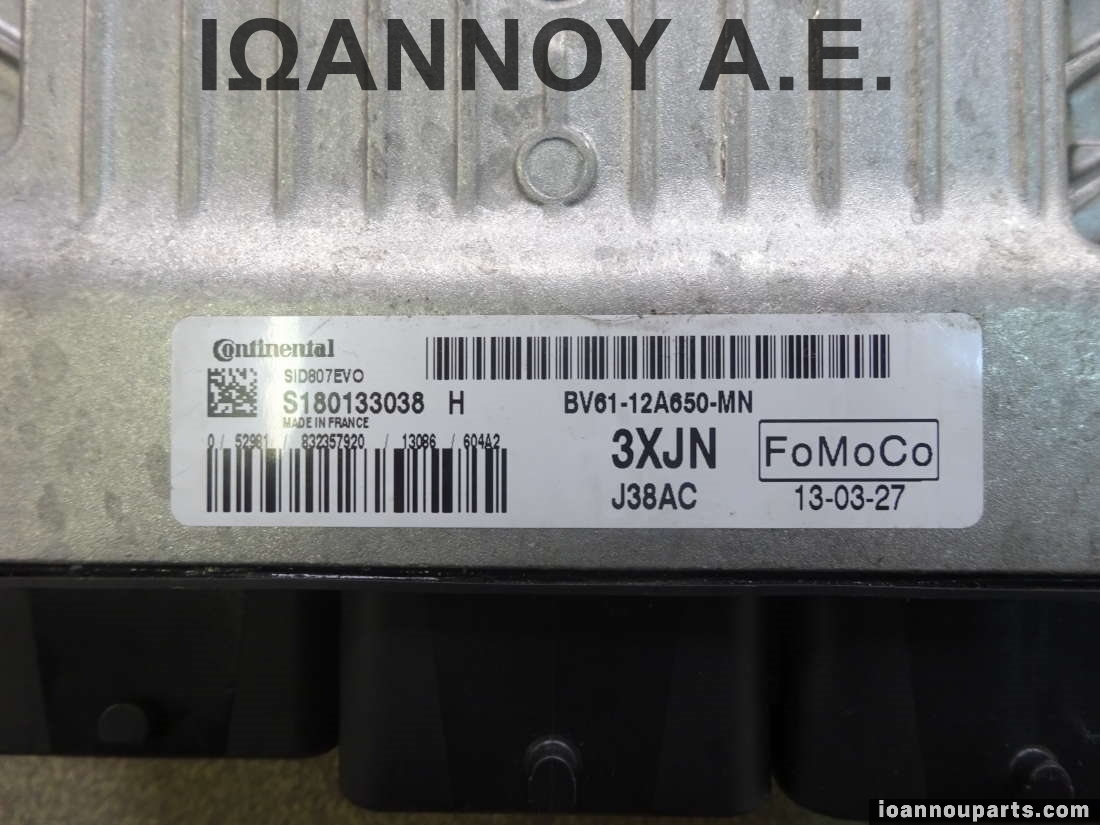 ΙΩΑΝΝΟΥ Α.Ε.
Continental
SID807EVO
S180133038 H
MADE IN FRANCE
0 / 52981 / 832357920 / 13086 / 604A2
BV61-12A650-MN
3XJN
FoMoCo
J38AC
13-03-27
ioannouparts.com